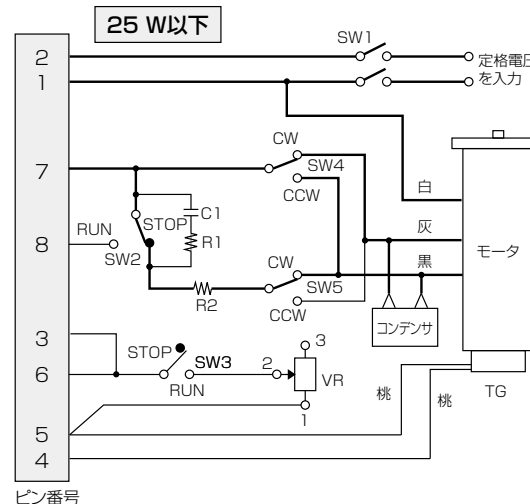 25 W以下
2
SW1
定格電圧
を入力
1
CW
SW4
7
CCW
白
STOP
C1
灰
モータ
RUN
8
R1
SW2
CW
黒
SW5
R2
CCW
コンデンサ
3
STOP
SW3
3
2
6
RUN
VR
桃
桃
TG
1
5
4
ピン番号